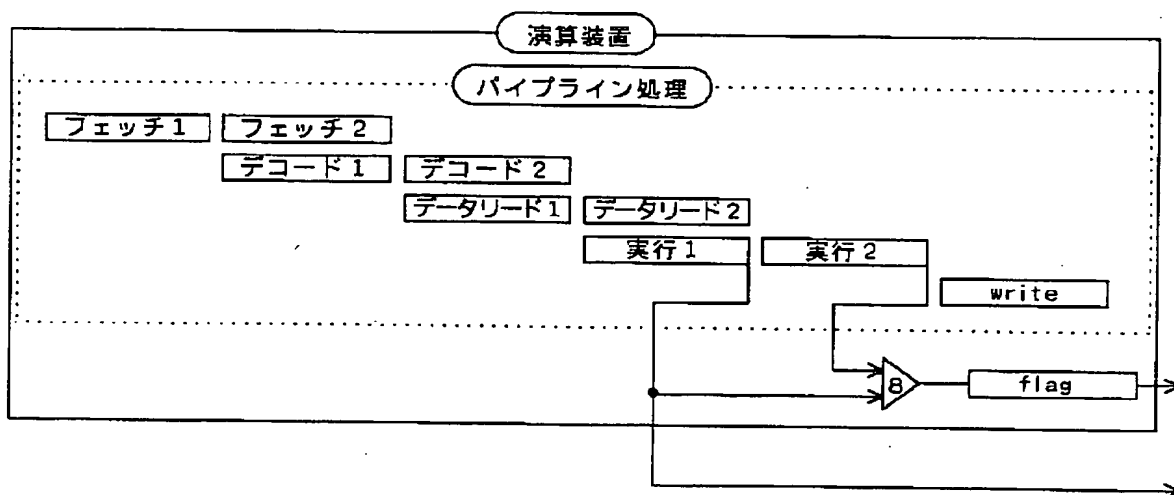 演算装置
パイプライン処理
フェッチ1 フェッチ2
デコード1 デコード2
データリード1 データリード2
実行1 実行2
write
8 flag